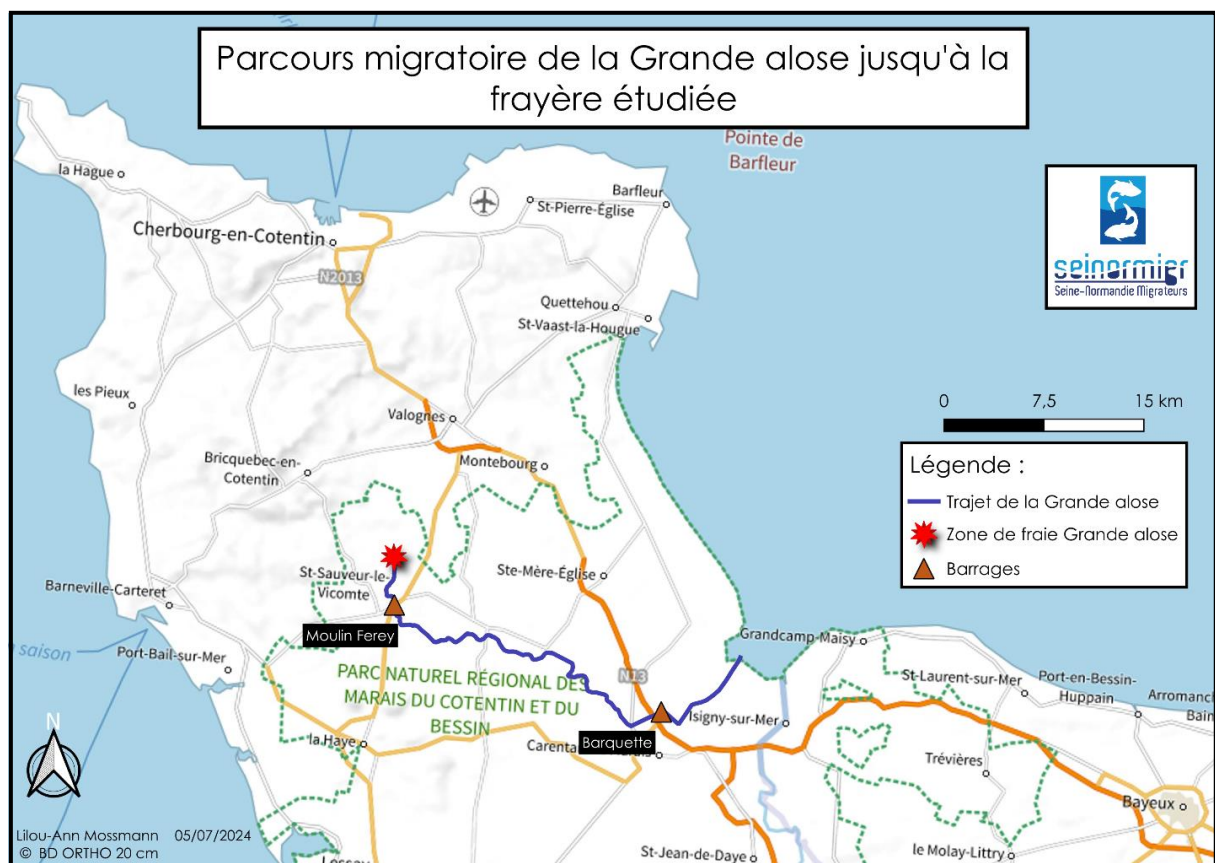 Parcours migratoire de la Grande alose jusqu'à la
frayère étudiée
Pointe de
Barfleur
la Hague
Barfleur
St-Pierre-Église
Cherbourg-en-Cotentin
N2013
seinormigr
Seine-Normandie Migrateurs
Quettehou
St-Vaast-la-Hougue
les Pieux
0 7,5 15 km
Valognes
Légende :
Bricquebec-en-
Cotentin
Montebourg
Trajet de la Grande alose
Zone de fraie Grande alose
Barrages
St-Sauveur-le-
Vicomte
Ste-Mère-Église
Barneville-Carteret
Moulin Ferey
Grandcamp-Maisy
saison
Port-Bail-sur-Mer
PARC NATUREL RÉGIONAL DES
MARAIS DU COTENTIN ET DU
BESSIN
N13
St-Laurent-sur-Mer
Port-en-Bessin-
Huppain
Arromanch
Bain
Isigny-sur-Mer
N
la Haye
Barquette
Carenta
Trévières
Bayeux
Lilou-Ann Mossmann 05/07/2024
© BD ORTHO 20 cm
St-Jean-de-Daye
le Molay-Littry